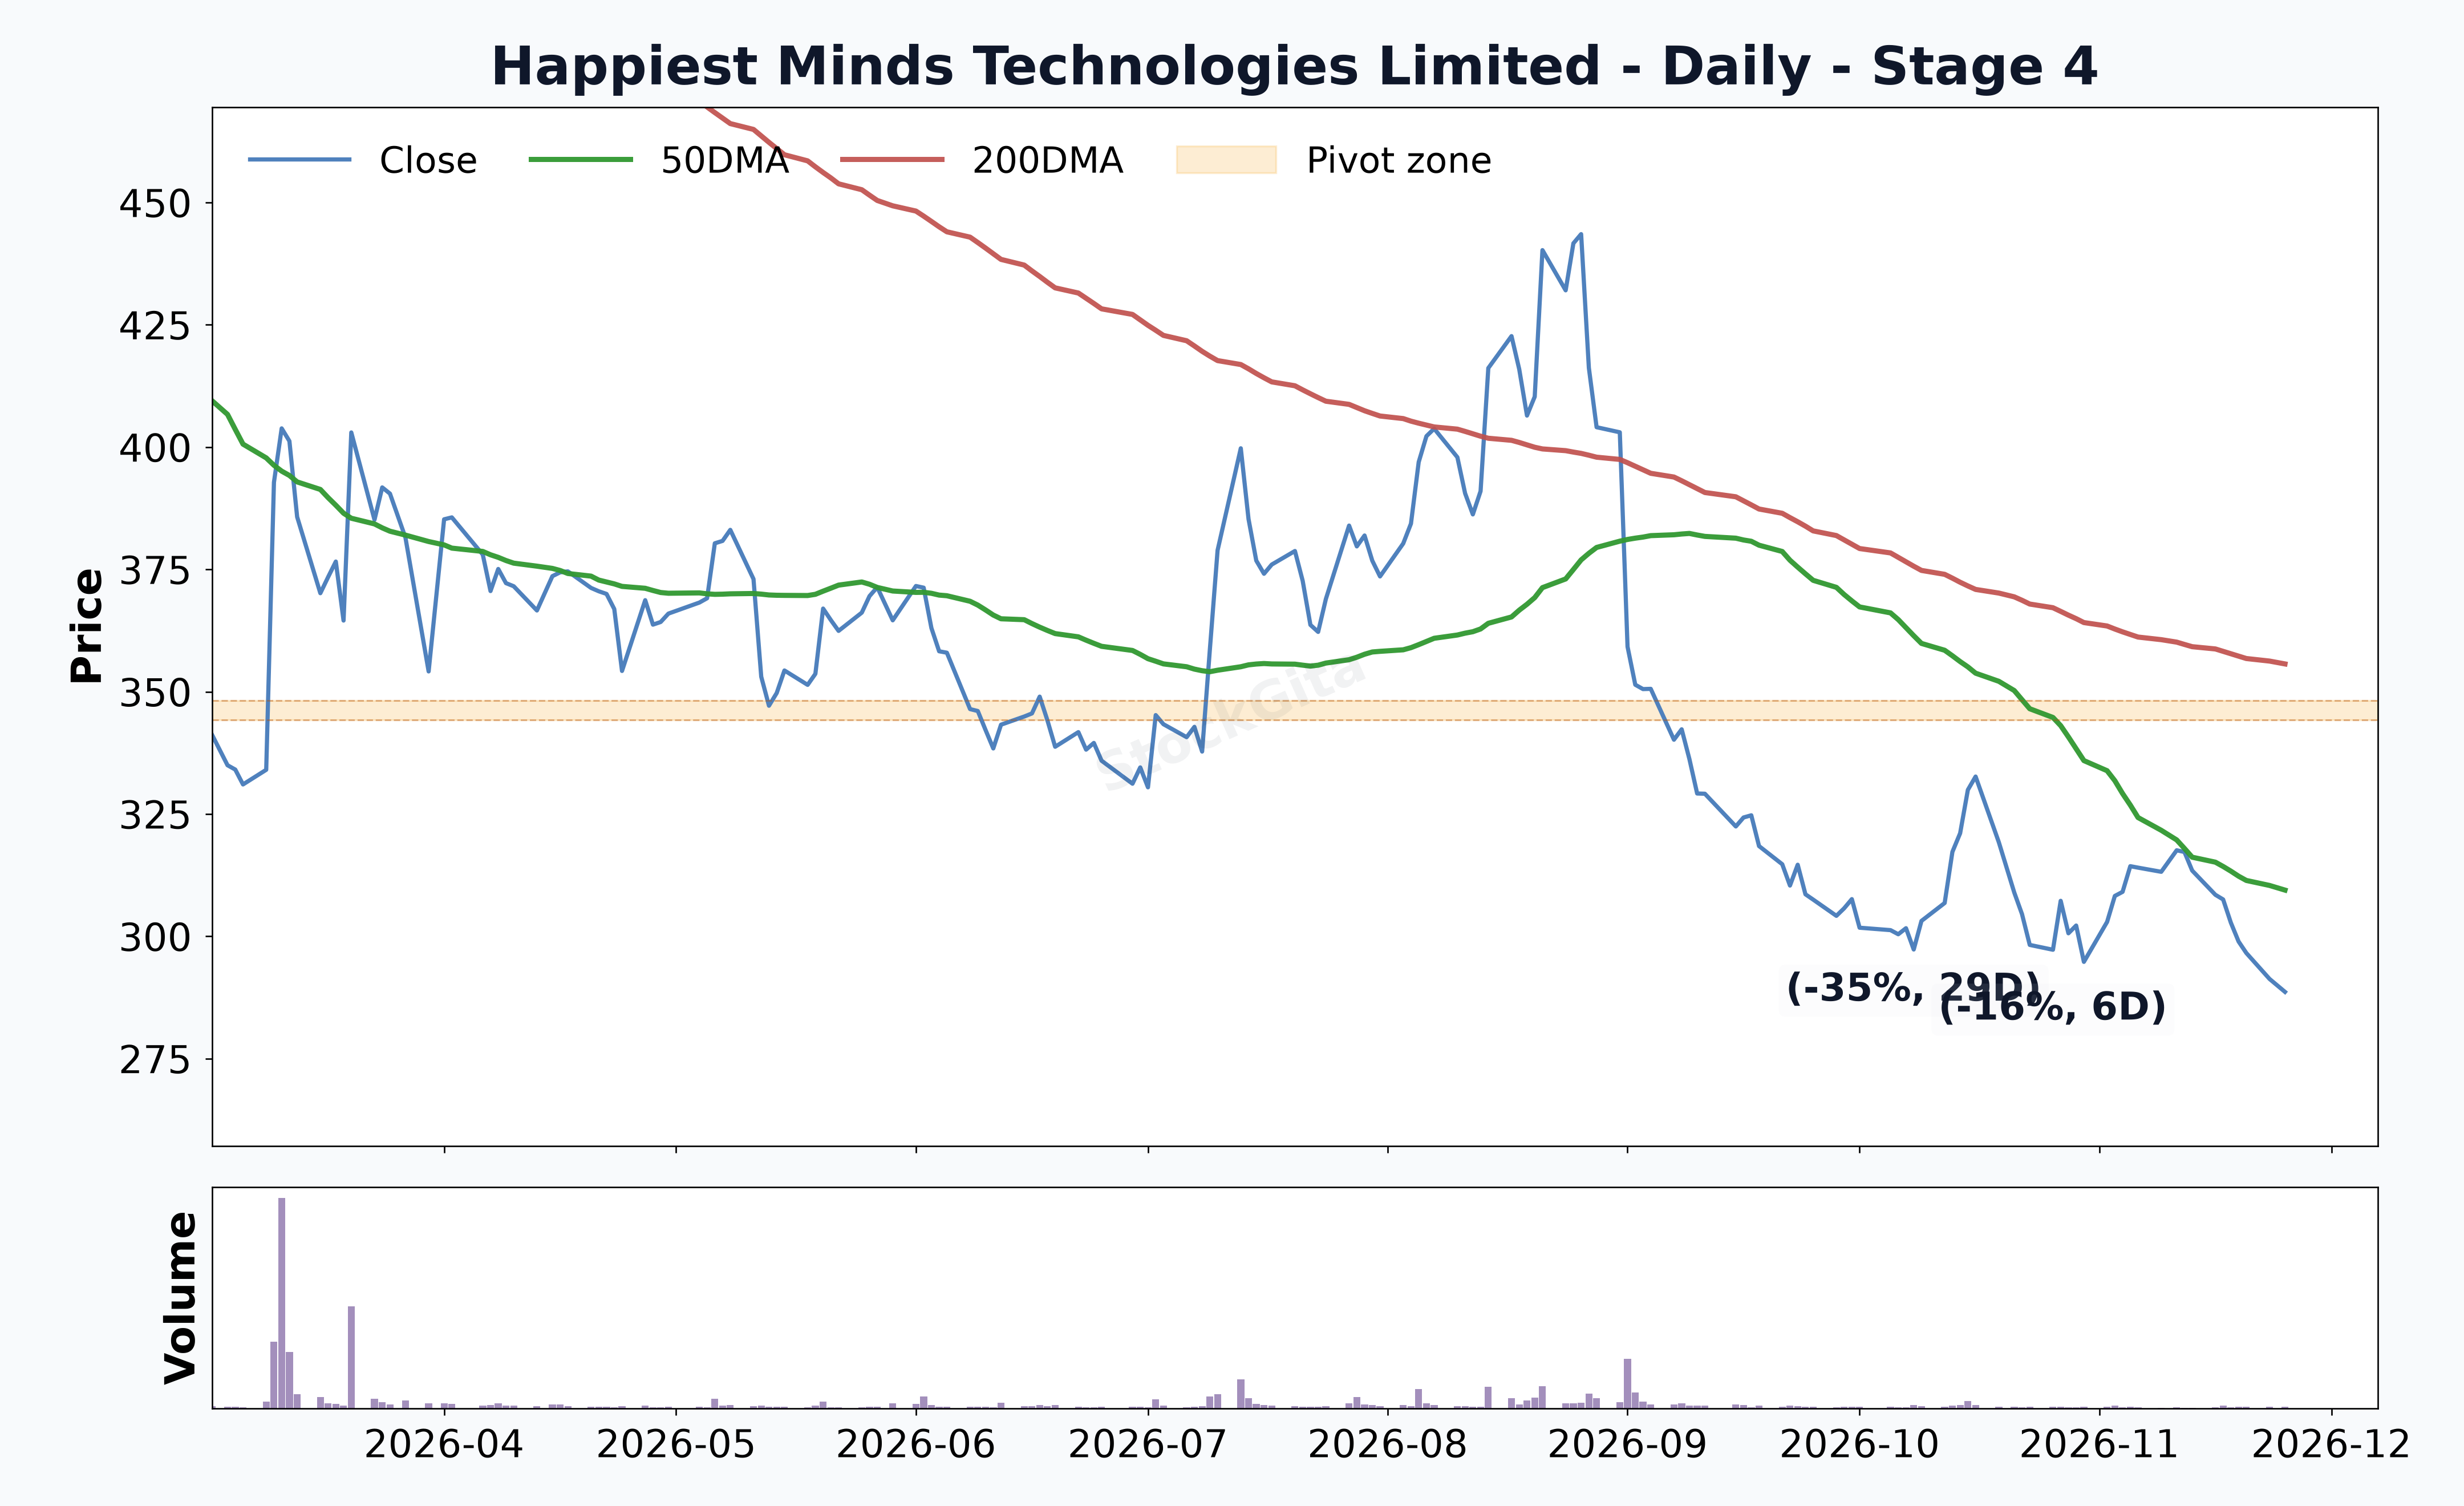 Happiest Minds Technologies Limited - Daily - Stage 4
Close 50DMA 200DMA Pivot zone
450
425
400
375
350
325
300
275
Price
StockGita
(-35%, 29D)
(-16%, 6D)
Volume
2026-04 2026-05 2026-06 2026-07 2026-08 2026-09 2026-10 2026-11 2026-12